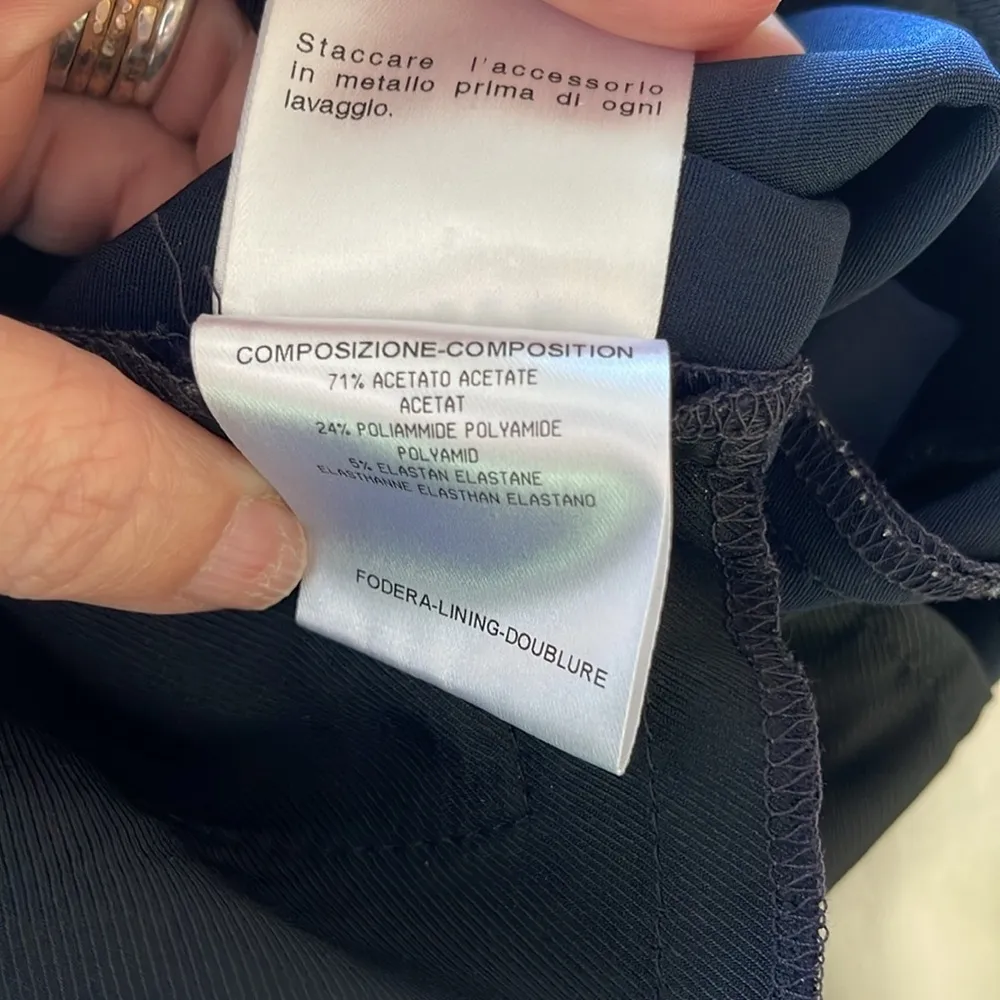 Staccare l'accessorio
in metallo prima di ogni
lavaggio.
COMPOSIZIONE-COMPOSITION
71% ACETATO ACETATE
ACETAT
24% POLIAMMIDE POLYAMIDE
POLYAMID
5% ELASTAN ELASTANE
ELASTHANNE ELASTHAN ELASTANO
FODERA-LINING-DOUBLURE